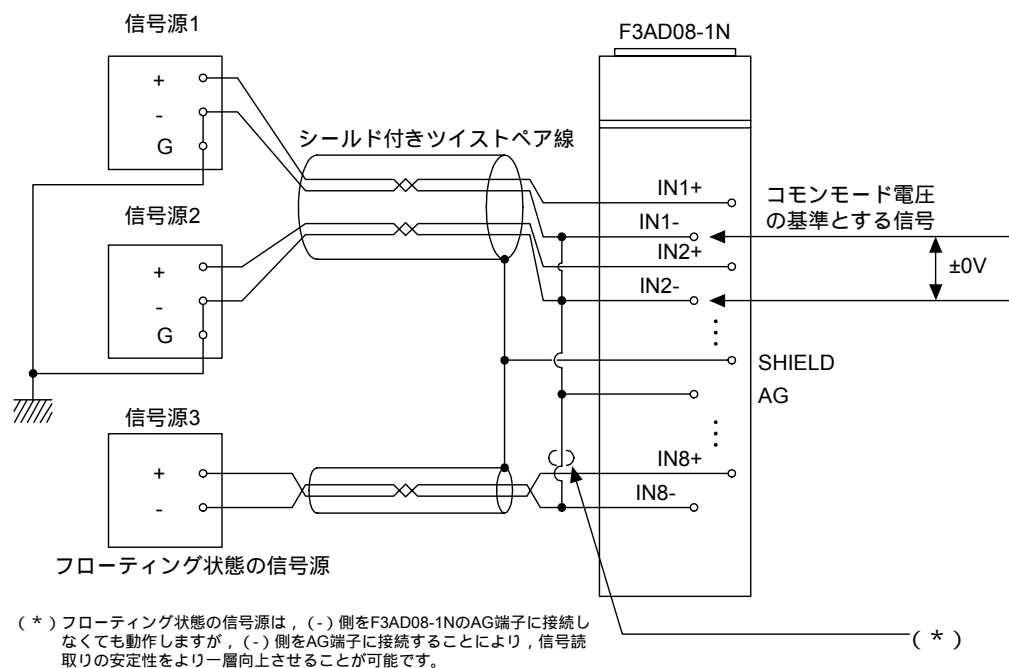 信号源1
+
-
G
信号源2
+
-
G
信号源3
+
-
フローティング状態の信号源
シールド付きツイストペア線
F3AD08-1N
IN1+
IN1-
IN2+
IN2-
SHIELD
AG
IN8+
IN8-
コモンモード電圧
の基準とする信号
±0V
(*)
(*)フローティング状態の信号源は，(-)側をF3AD08-1NのAG端子に接続し
なくても動作しますが，(-)側をAG端子に接続することにより，信号読
取りの安定性をより一層向上させることが可能です。